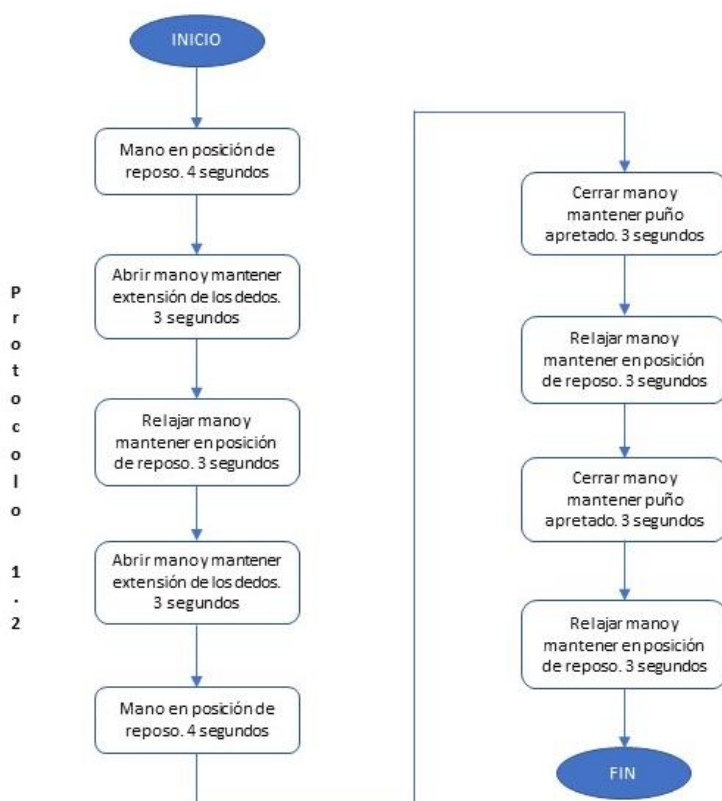 INICIO
Mano en posición de
reposo. 4 segundos
Abrir mano y mantener
extensión de los dedos.
3 segundos
Relajar mano y
mantener en posición
de reposo. 3 segundos
Abrir mano y mantener
extensión de los dedos.
3 segundos
Mano en posición de
reposo. 4 segundos
Protocolo 1.2
Cerrar mano y
mantener puño
apretado. 3 segundos
Relajar mano y
mantener en posición
de reposo. 3 segundos
Cerrar mano y
mantener puño
apretado. 3 segundos
Relajar mano y
mantener en posición
de reposo. 3 segundos
FIN